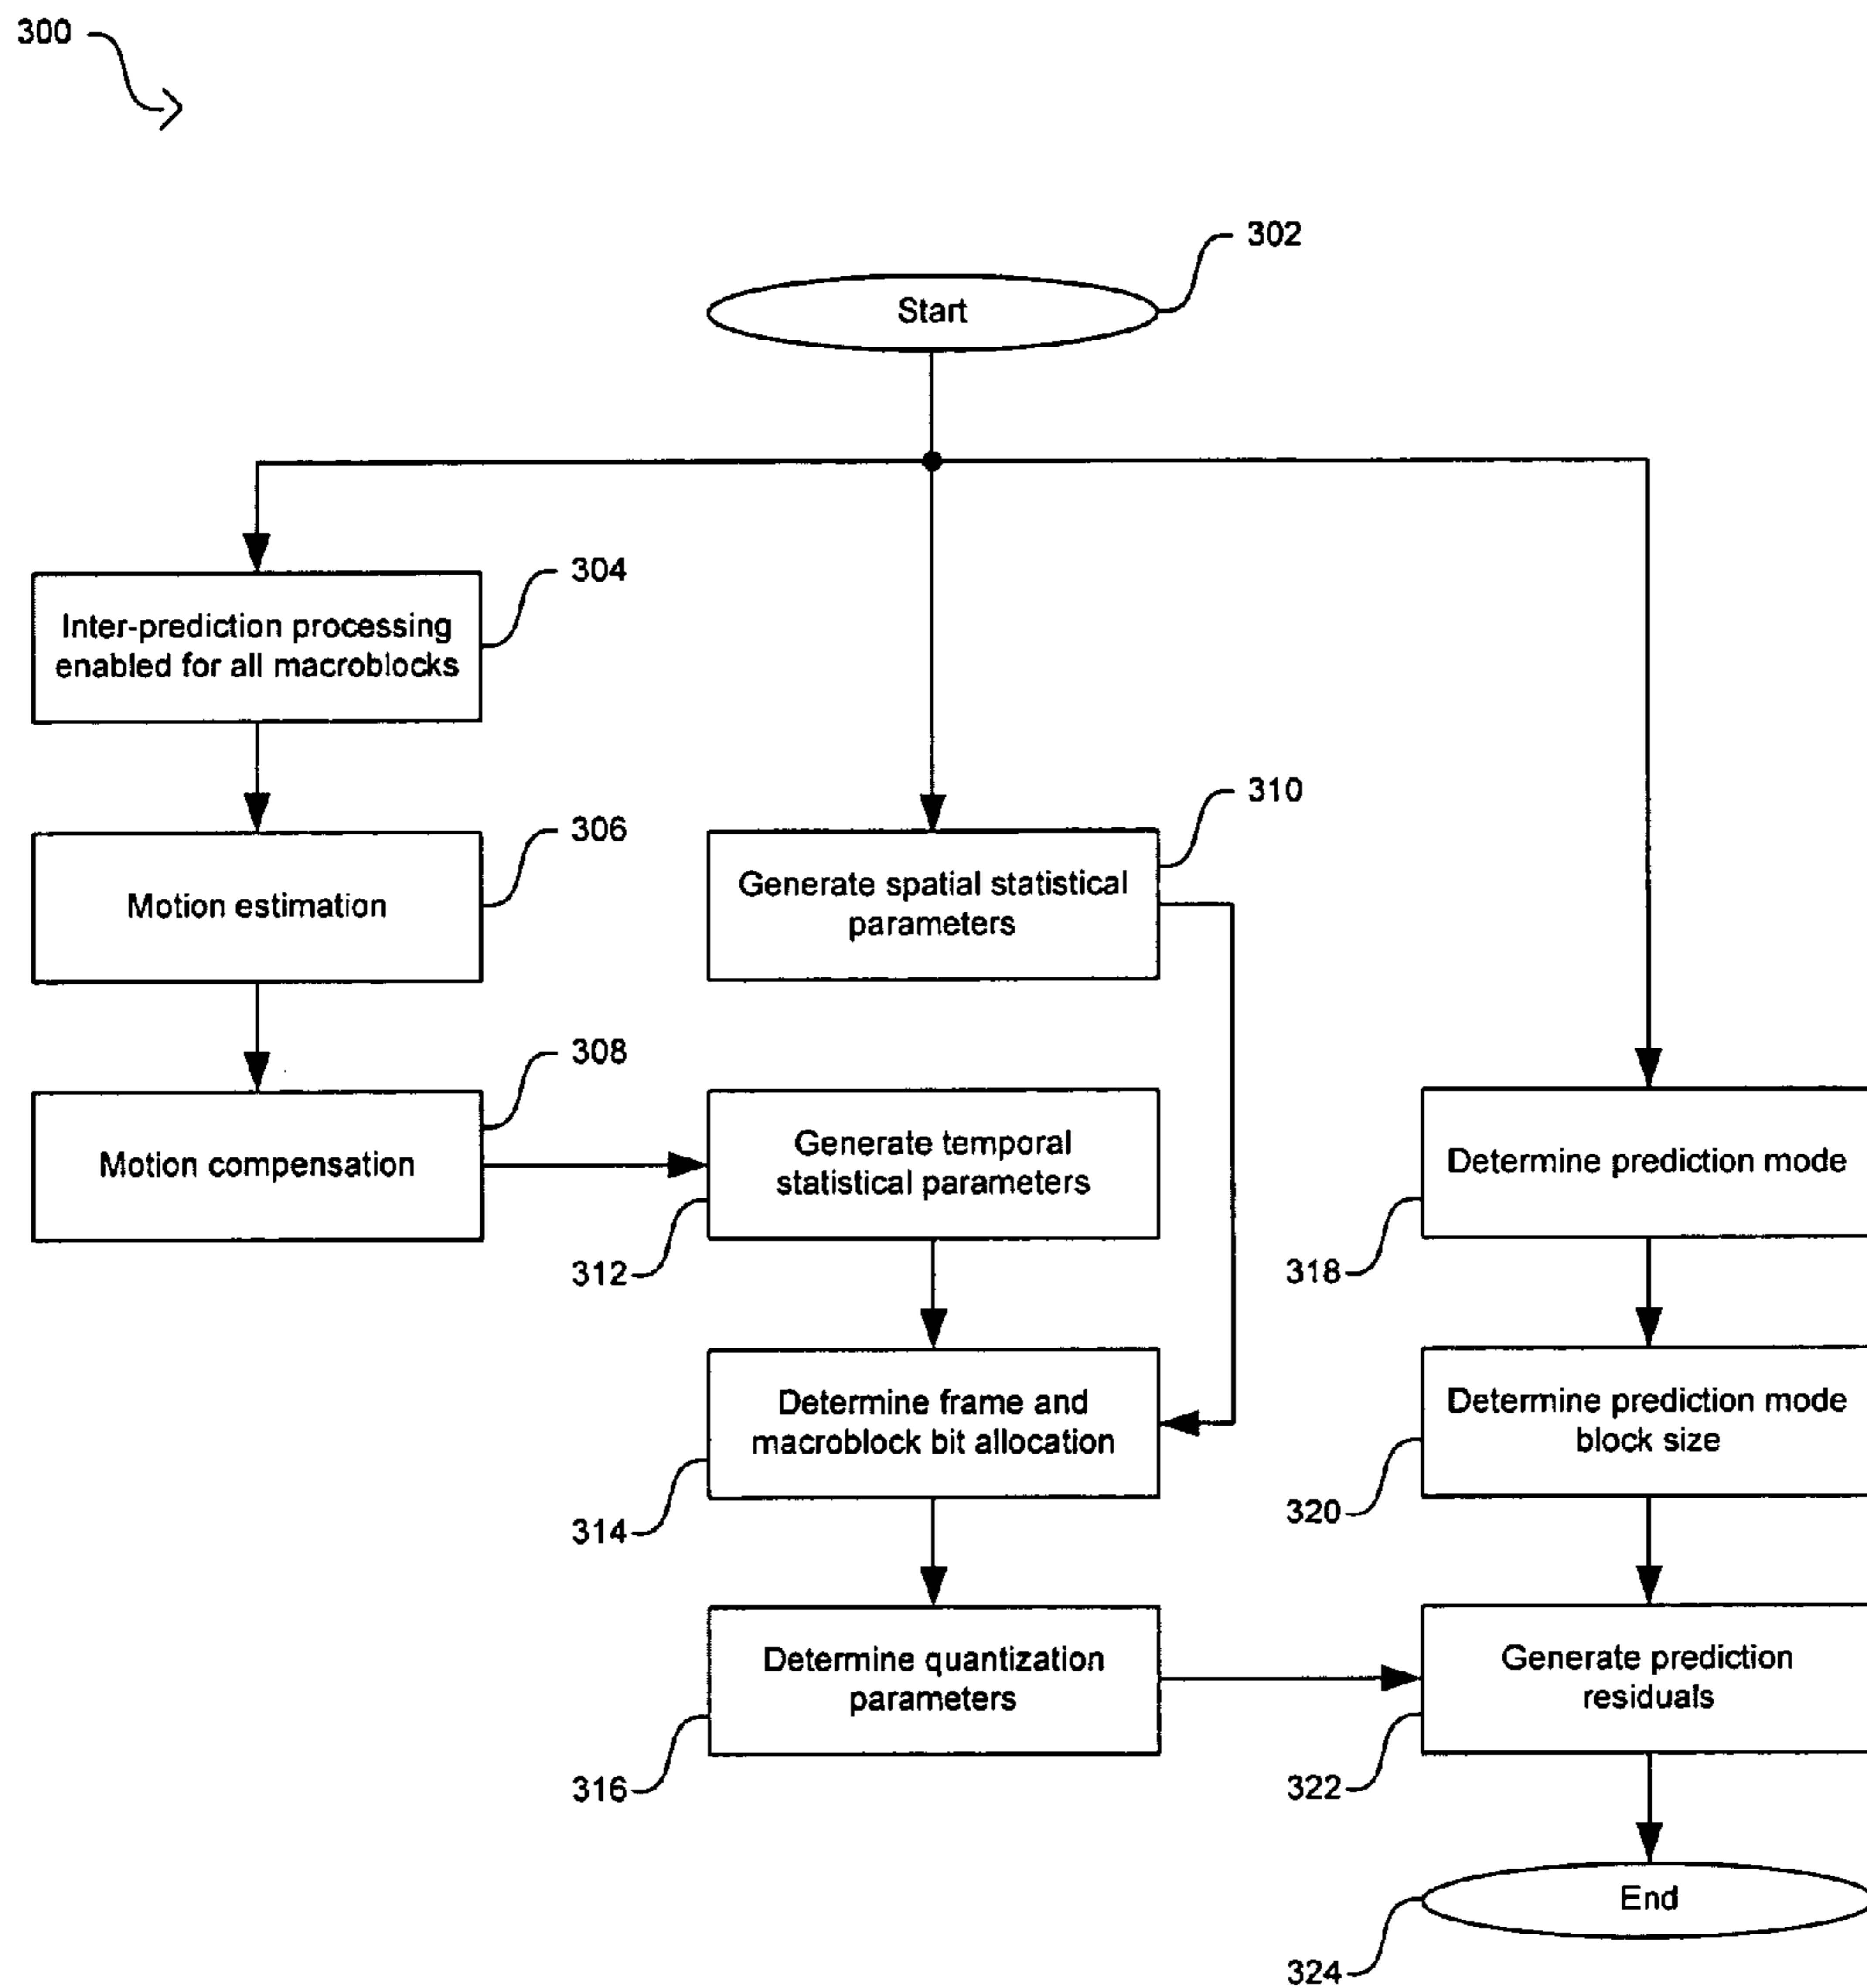 300
302
Start
304
Inter-prediction processing
enabled for all macroblocks
306
Motion estimation
310
Generate spatial statistical
parameters
308
Motion compensation
Generate temporal
statistical parameters
312
Determine prediction mode
318
Determine frame and
macroblock bit allocation
314
Determine prediction mode
block size
320
Determine quantization
parameters
316
Generate prediction
residuals
322
End
324